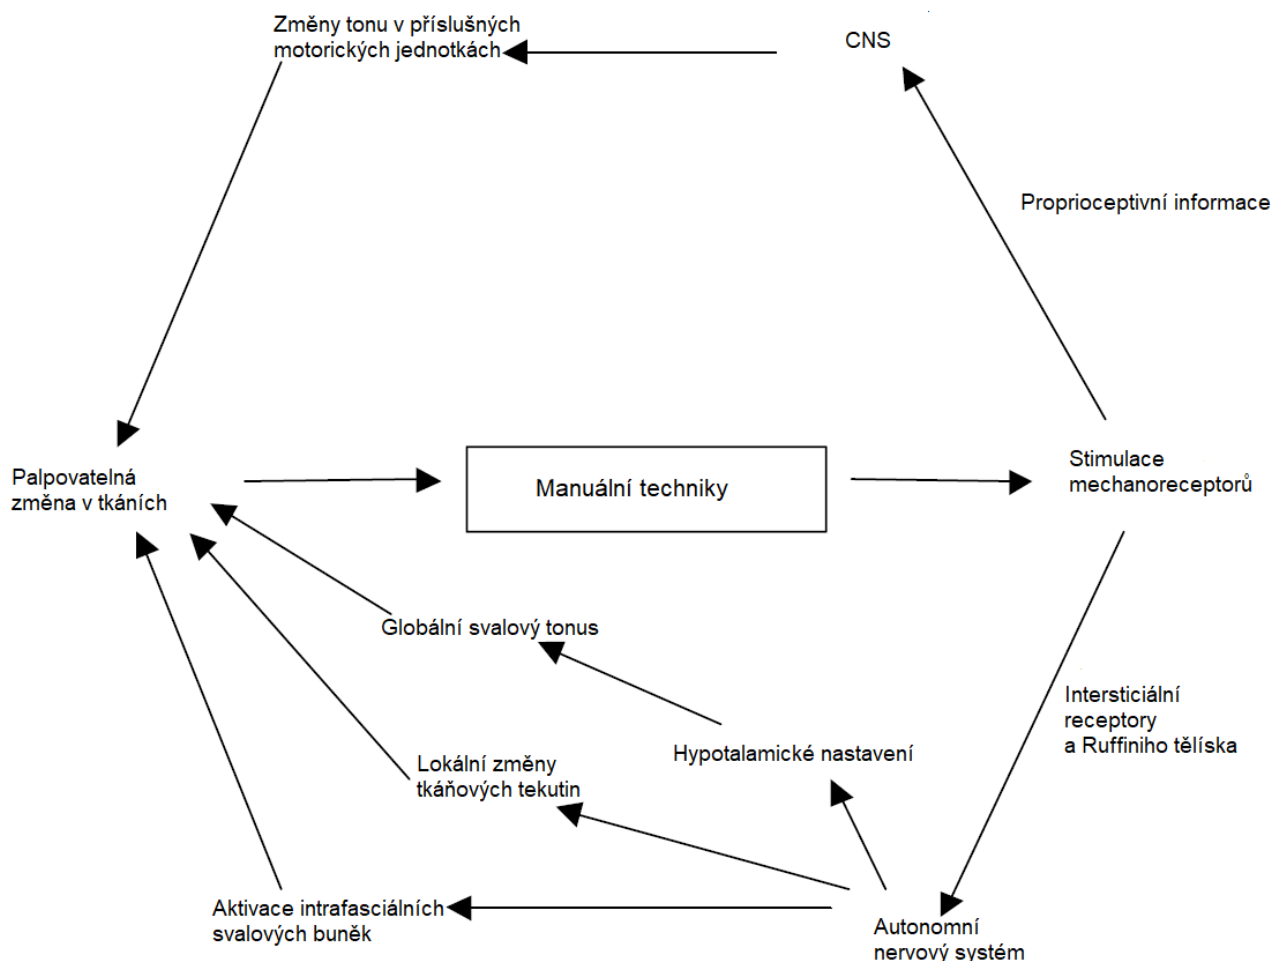 Změny tonu v příslušných
motorických jednotkách
CNS
Proprioceptivní informace
Palpovatelná
změna v tkáních
Manuální techniky
Stimulace
mechanoreceptorů
Globální svalový tonus
Intersticiální
receptory
a Ruffiniho tělíska
Hypotalamické nastavení
Lokální změny
tkáňových tekutin
Aktivace intrafasciálních
svalových buněk
Autonomní
nervový systém